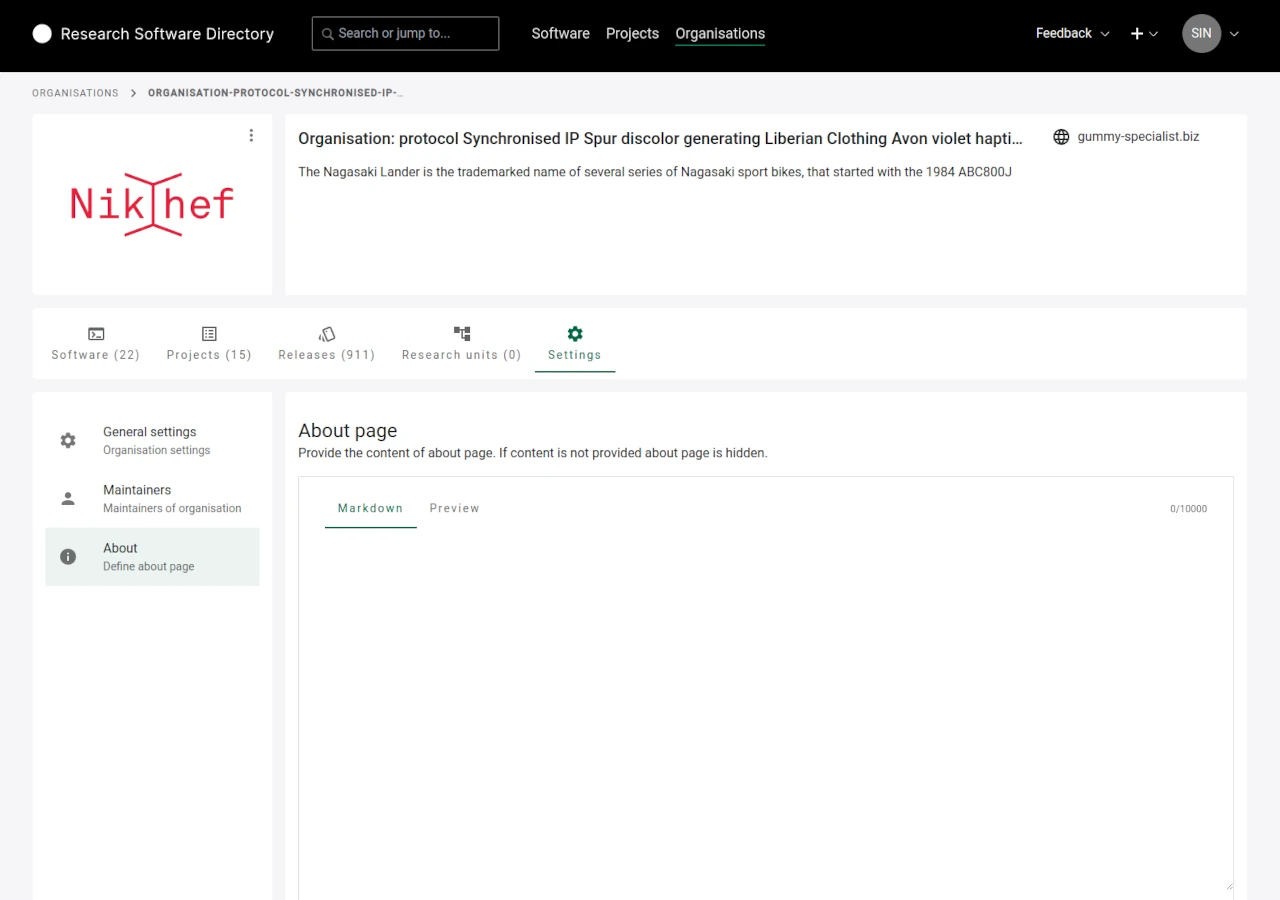 Research Software Directory
Search or jump to...
Software
Projects
Organisations
Feedback
SIN
ORGANISATIONS
ORGANISATION-PROTOCOL-SYNCHRONISED-IP-...
Nikhef
Organisation: protocol Synchronised IP Spur discolor generating Liberian Clothing Avon violet hapti...
gummy-specialist.biz
The Nagasaki Lander is the trademarked name of several series of Nagasaki sport bikes, that started with the 1984 ABC800J
Software (22)
Projects (15)
Releases (911)
Research units (0)
Settings
General settings
Organisation settings
Maintainers
Maintainers of organisation
About
Define about page
About page
Provide the content of about page. If content is not provided about page is hidden.
Markdown
Preview
0/10000